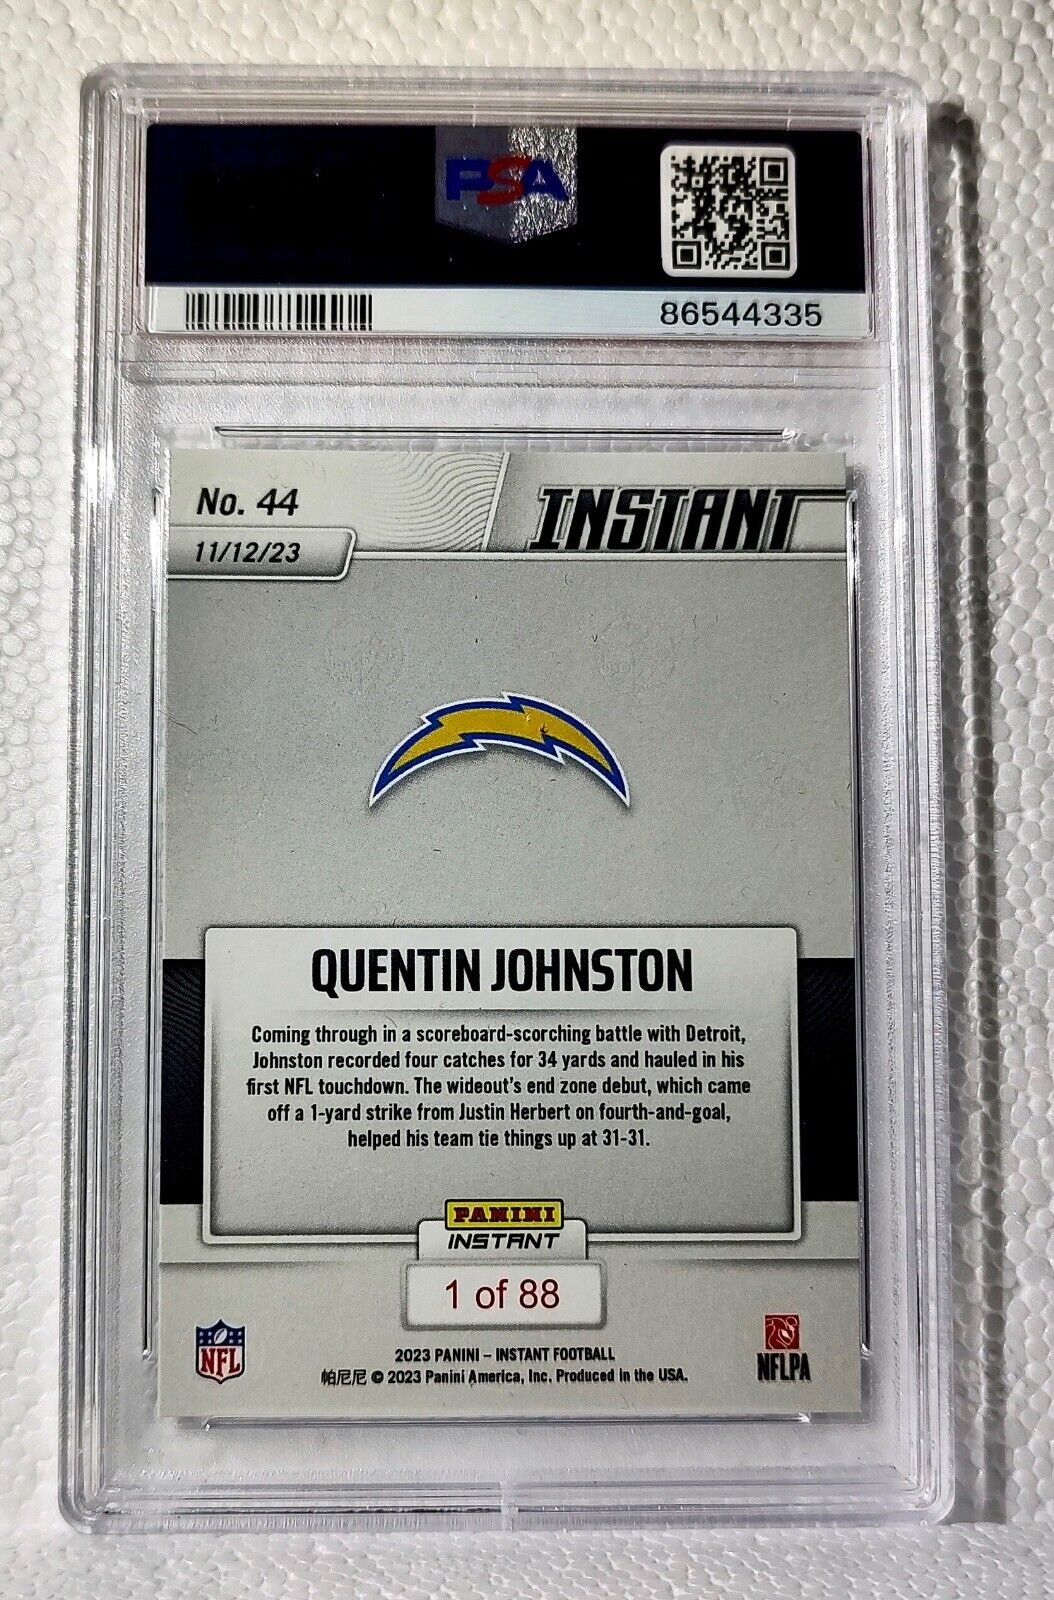 PSA
86544335
No. 44
INSTANT
11/12/23
QUENTIN JOHNSTON
Coming through in a scoreboard-scorching battle with Detroit,
Johnston recorded four catches for 34 yards and hauled in his
first NFL touchdown. The wideout's end zone debut, which came
off a 1-yard strike from Justin Herbert on fourth-and-goal,
helped his team tie things up at 31-31.
PANINI
INSTANT
1 of 88
NFL
2023 PANINI – INSTANT FOOTBALL
帕尼尼 © 2023 Panini America, Inc. Produced in the USA.
NFLPA